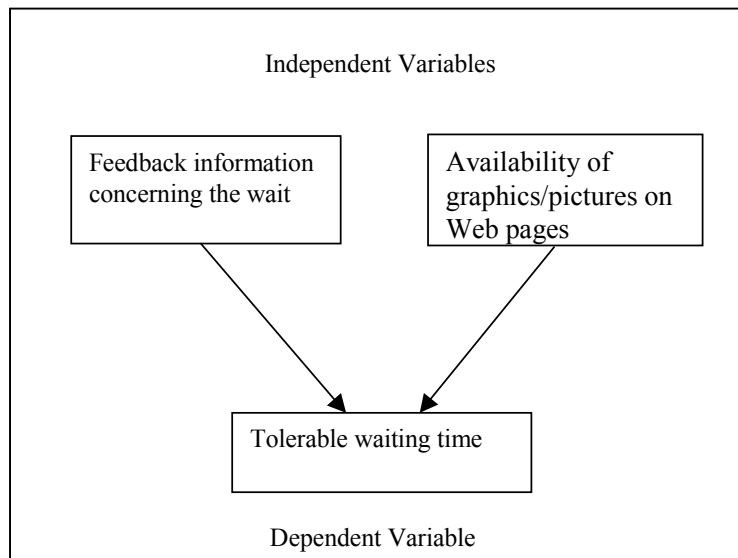 Independent Variables
Feedback information
concerning the wait
Availability of
graphics/pictures on
Web pages
Tolerable waiting time
Dependent Variable